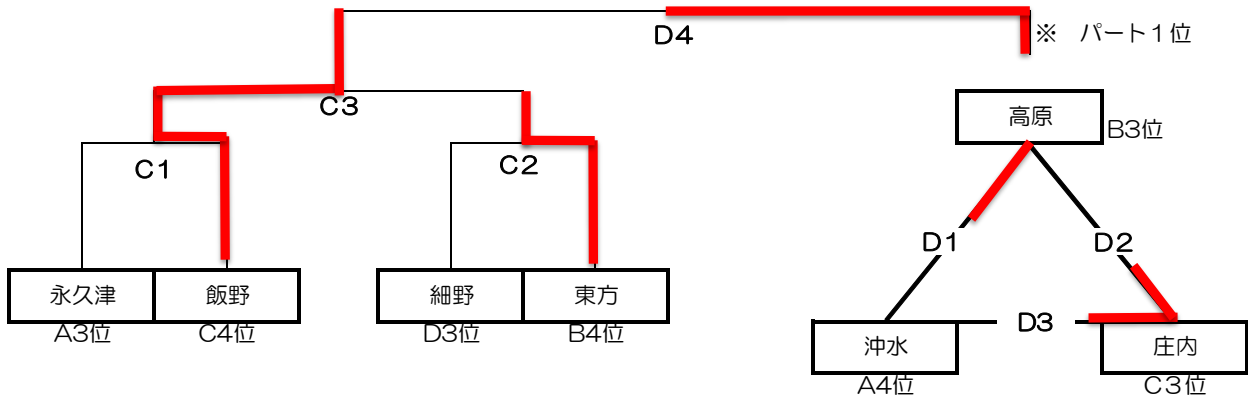 D4
※　パート１位
C3
高原
B3位
C1
C2
D1
D2
永久津
飯野
細野
東方
A3位
C4位
D3位
B4位
D3
沖水
庄内
A4位
C３位